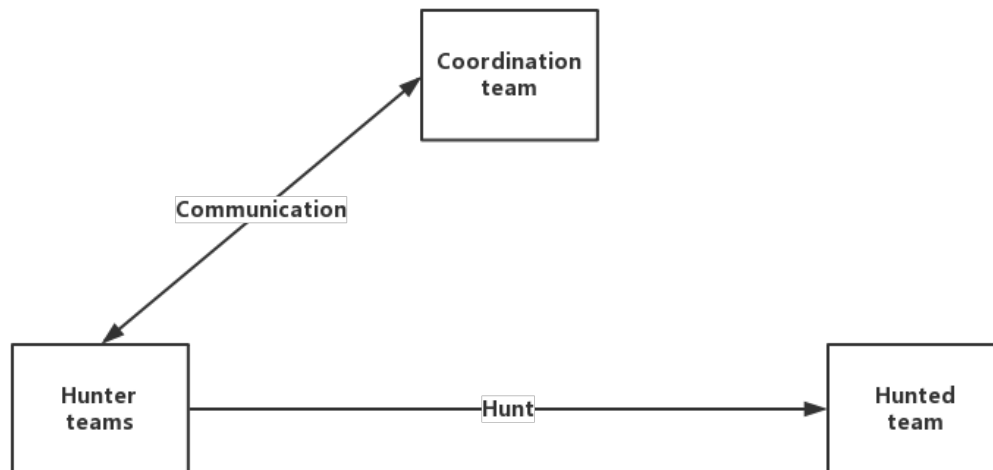 Coordination
team
Communication
Hunter
teams
Hunt
Hunted
team